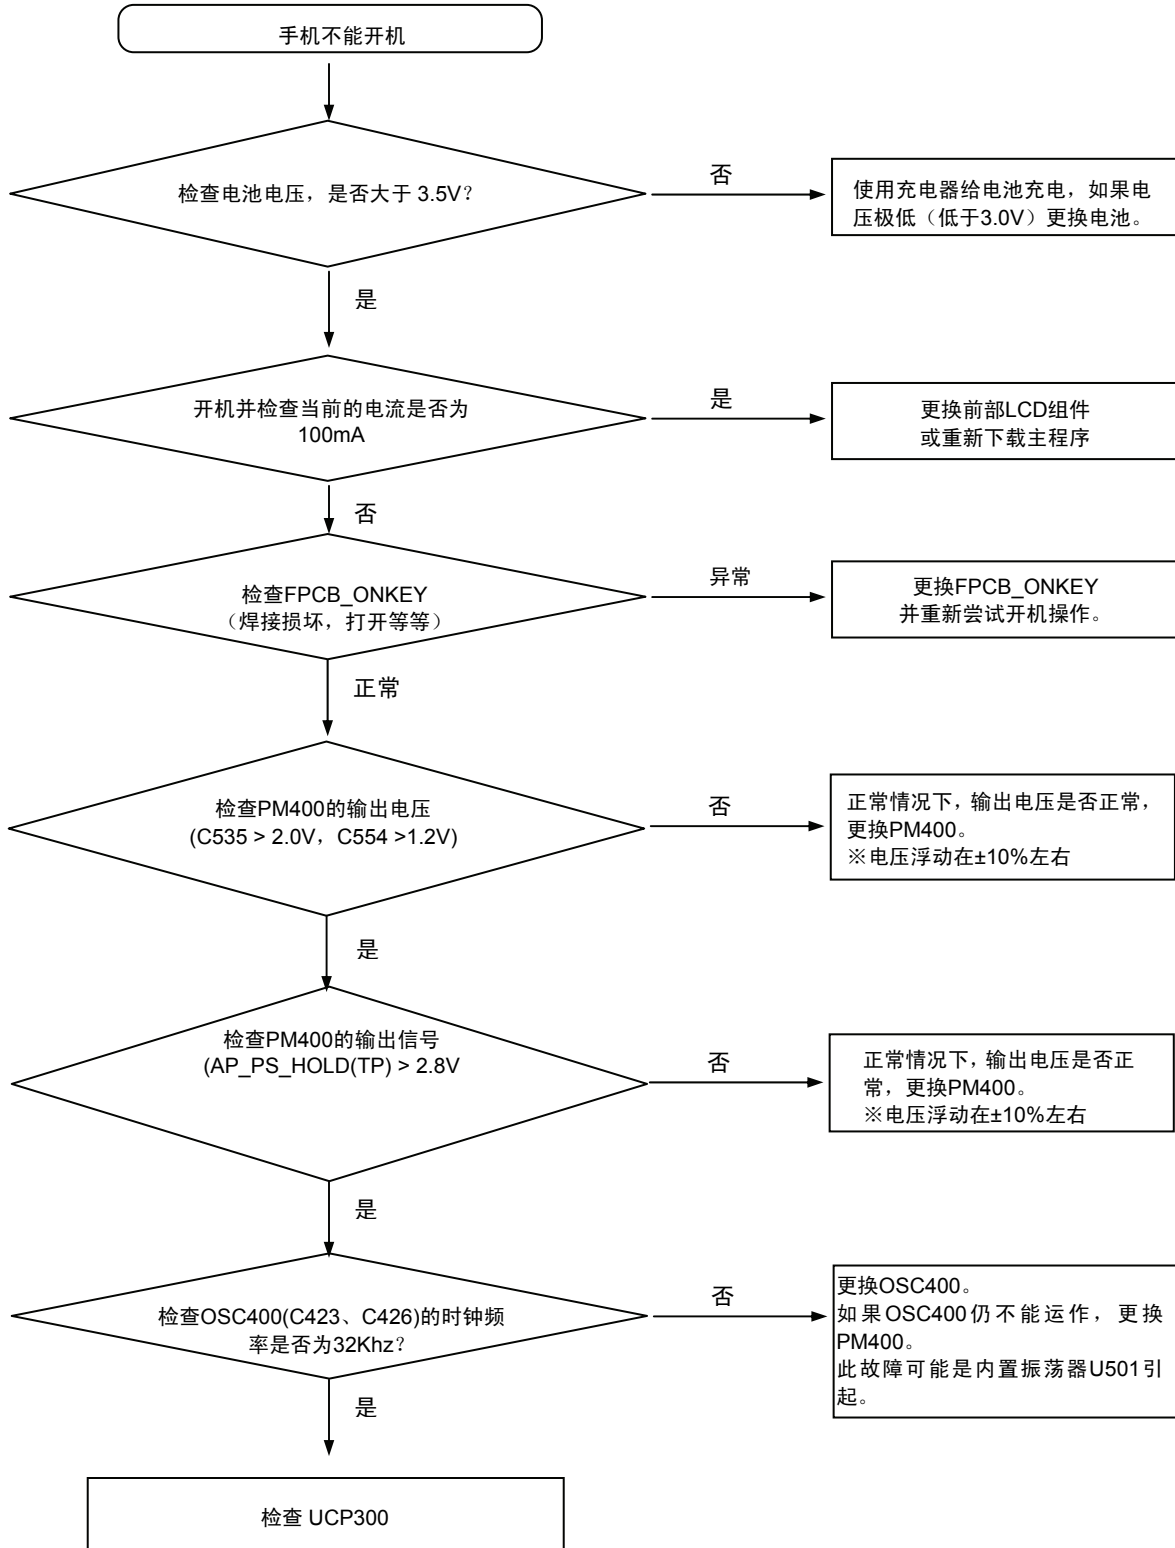 手机不能开机
检查电池电压，是否大于 3.5V？
否
使用充电器给电池充电，如果电
压极低（低于3.0V）更换电池。
是
开机并检查当前的电流是否为
100mA
是
更换前部LCD组件
或重新下载主程序
否
检查FPCB_ONKEY
（焊接损坏，打开等等）
异常
更换FPCB_ONKEY
并重新尝试开机操作。
正常
检查PM400的输出电压
(C535 > 2.0V，C554 >1.2V)
否
正常情况下，输出电压是否正常，
更换PM400。
※电压浮动在±10%左右
是
检查PM400的输出信号
(AP_PS_HOLD(TP) > 2.8V
否
正常情况下，输出电压是否正
常，更换PM400。
※电压浮动在±10%左右
是
检查OSC400(C423、C426)的时钟频
率是否为32Khz？
否
更换OSC400。
如果OSC400仍不能运作，更换
PM400。
此故障可能是内置振荡器U501引
起。
是
检查 UCP300